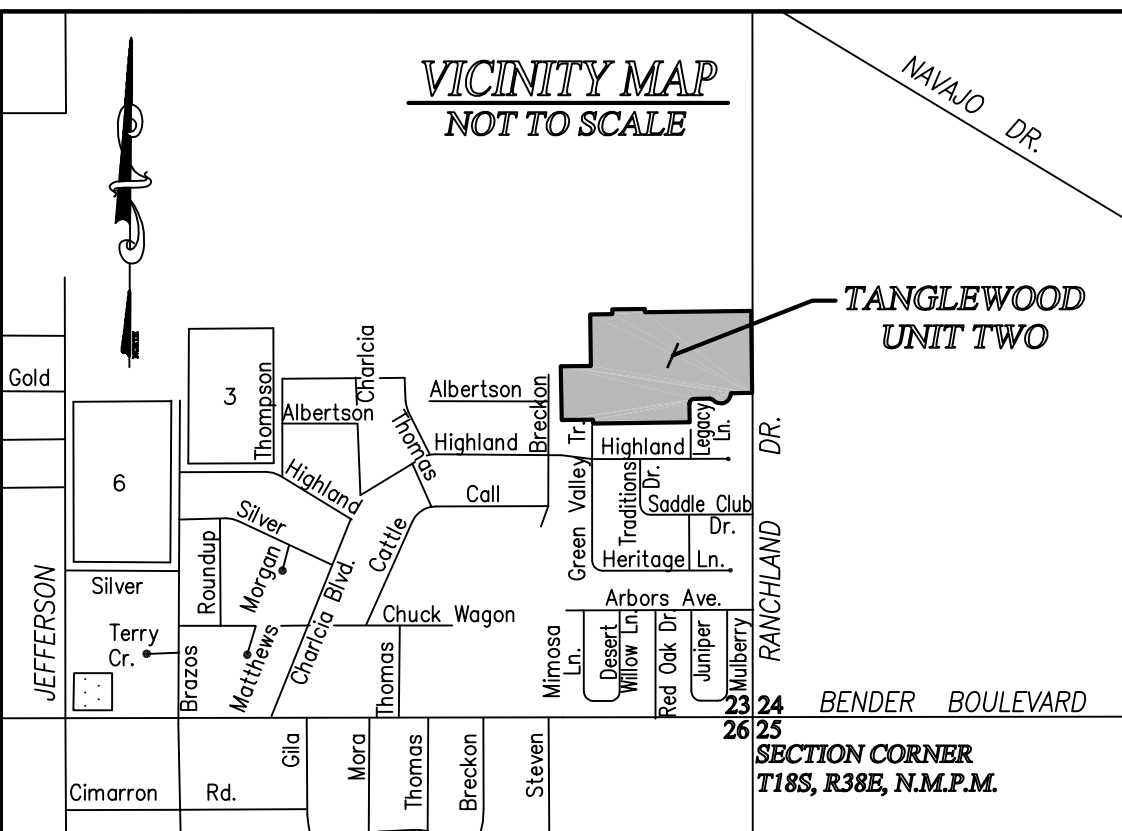 VICINITY MAP
NOT TO SCALE
NAVAJO DR.
TANGLEWOOD
UNIT TWO
Gold
3
Thompson
Charlcia
Albertson
Thomas
Albertson
Breckon
Highland
Call
6
Highland
Silver
Silver
Roundup
Morgan
Cattle
Charlcia Blvd.
Matthews
Chuck Wagon
Terry
Cr.
Brazos
Thomas
JEFFERSON
Green Valley Tr.
Highland
Legacy
Ln.
Traditions
Dr.
Saddle Club
Dr.
Heritage Ln.
Arbors Ave.
Mimosa
Ln.
Desert
Willow Ln.
Red Oak Dr.
Juniper
Mulberry
RANCHLAND DR.
23 24
26 25
BENDER BOULEVARD
SECTION CORNER
T18S, R38E, N.M.P.M.
Gila
Mora
Thomas
Breckon
Steven
Cimarron Rd.